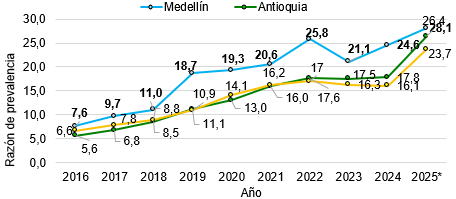 Medellín Antioquia
30,0
25,0
20,0
15,0
10,0
5,0
0,0
Razón de prevalencia
7,6 9,7 11,0 18,7 19,3 20,6 25,8 21,1 24,6 28,1
6,6 7,8 8,8 10,9 14,1 16,2 17 16,3 16,1 23,7
5,6 6,8 8,5 11,1 13,0 16,0 17,6 17,5 17,8 26,4
2016 2017 2018 2019 2020 2021 2022 2023 2024 2025*
Año